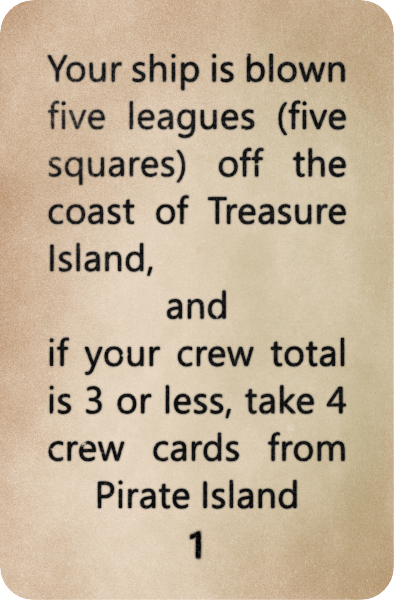 Your ship is blown
five leagues (five
squares) off the
coast of Treasure
Island,
and
if your crew total
is 3 or less, take 4
crew cards from
Pirate Island
1